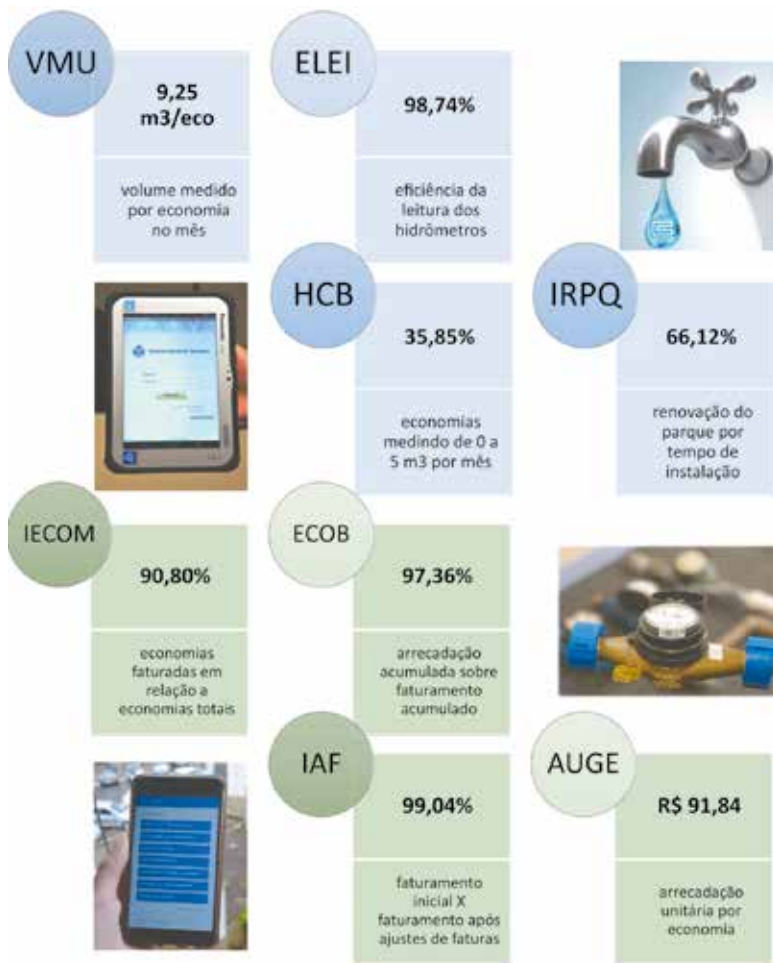 VMU
9,25
m3/eco
volume medido
por economia
no mês
ELEI
98,74%
eficiência da
leitura dos
hidrômetros
HCB
35,85%
economias
medindo de 0 a
5 m3 por mês
IRPQ
66,12%
renovação do
parque por
tempo de
instalação
IECOM
90,80%
economias
faturadas em
relação a
economias totais
ECOB
97,36%
arrecadação
acumulada sobre
faturamento
acumulado
IAF
99,04%
faturamento
inicial X
faturamento após
ajustes de faturas
AUGE
R$ 91,84
arrecadação
unitária por
economia